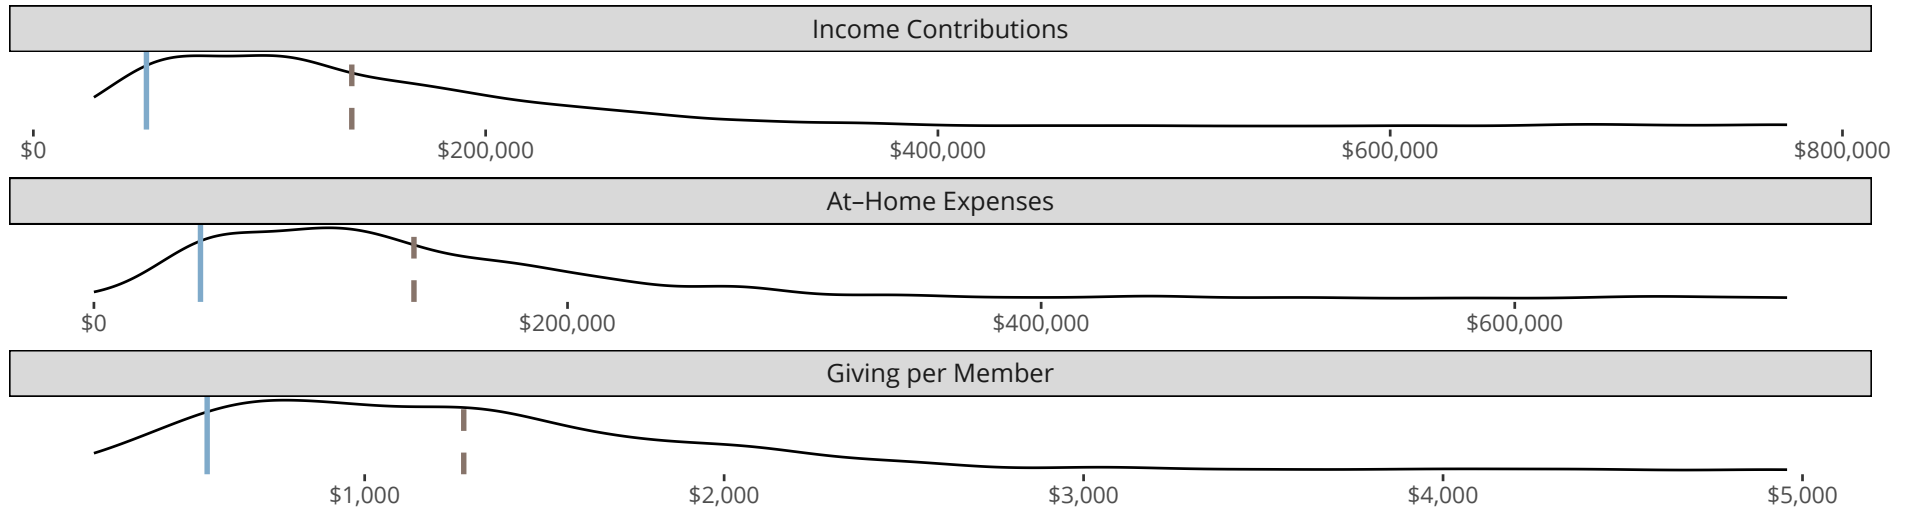 Income Contributions
$0 $200,000 $400,000 $600,000 $800,000
At–Home Expenses
$0 $200,000 $400,000 $600,000
Giving per Member
$1,000 $2,000 $3,000 $4,000 $5,000